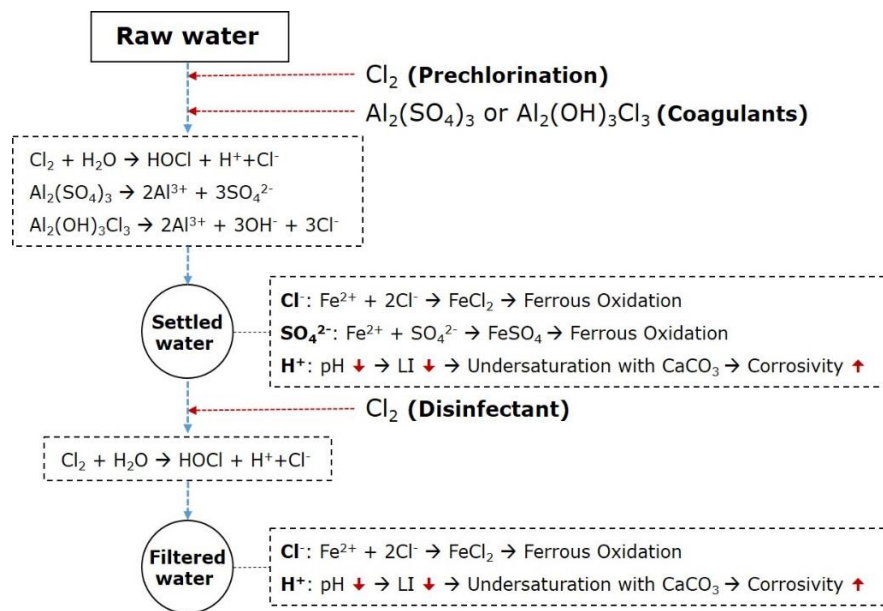 Raw water
Cl₂ (Prechlorination)
Al₂(SO₄)₃ or Al₂(OH)₃Cl₃ (Coagulants)
Cl₂ + H₂O → HOCl + H⁺+Cl⁻
Al₂(SO₄)₃ → 2Al³⁺ + 3SO₄²⁻
Al₂(OH)₃Cl₃ → 2Al³⁺ + 3OH⁻ + 3Cl⁻
Settled
water
Cl⁻: Fe²⁺ + 2Cl⁻ → FeCl₂ → Ferrous Oxidation
SO₄²⁻: Fe²⁺ + SO₄²⁻ → FeSO₄ → Ferrous Oxidation
H⁺: pH ↓ → LI ↓ → Undersaturation with CaCO₃ → Corrosivity ↑
Cl₂ (Disinfectant)
Cl₂ + H₂O → HOCl + H⁺+Cl⁻
Filtered
water
Cl⁻: Fe²⁺ + 2Cl⁻ → FeCl₂ → Ferrous Oxidation
H⁺: pH ↓ → LI ↓ → Undersaturation with CaCO₃ → Corrosivity ↑